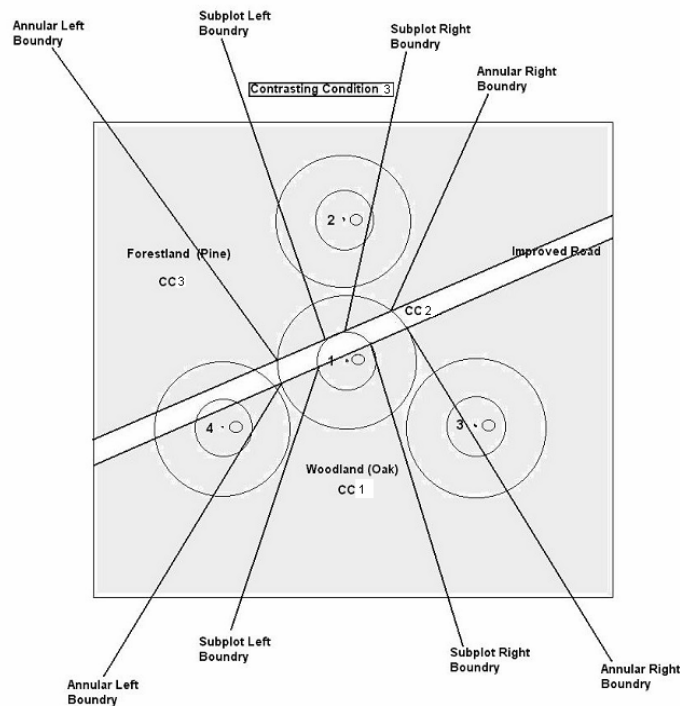 Annular Left
Boundry
Subplot Left
Boundry
Subplot Right
Boundry
Annular Right
Boundry
Contrasting Condition 3
2
Forestland (Pine)
CC 3
Improved Road
CC 2
1
4
3
Woodland (Oak)
CC 1
Subplot Left
Boundry
Subplot Right
Boundry
Annular Left
Boundry
Annular Right
Boundry